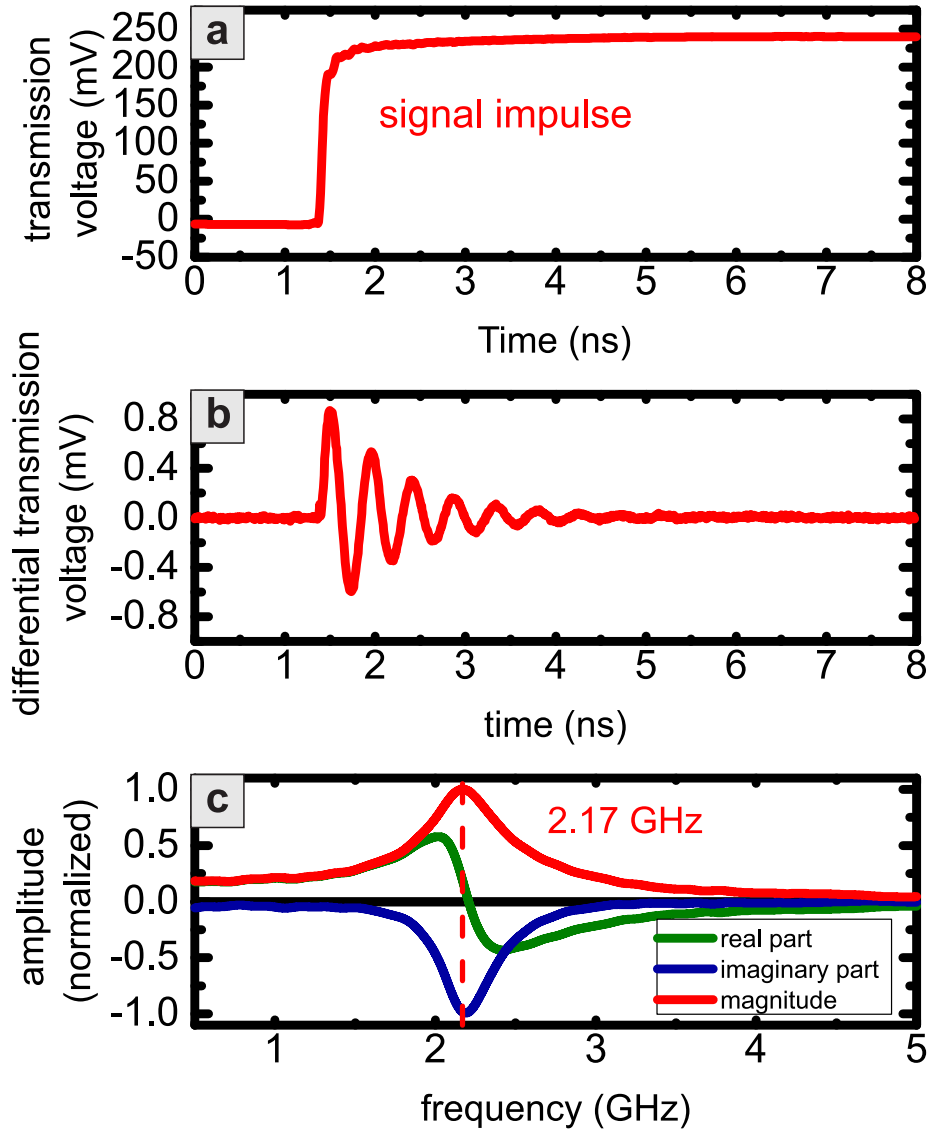 a
transmission
voltage (mV)
250
200
150
100
50
0
-50
signal impulse
0 1 2 3 4 5 6 7 8
Time (ns)
b
differential transmission
voltage (mV)
0.8
0.4
0.0
-0.4
-0.8
0 1 2 3 4 5 6 7 8
time (ns)
c
amplitude
(normalized)
1.0
0.5
0.0
-0.5
-1.0
2.17 GHz
real part
imaginary part
magnitude
1 2 3 4 5
frequency (GHz)